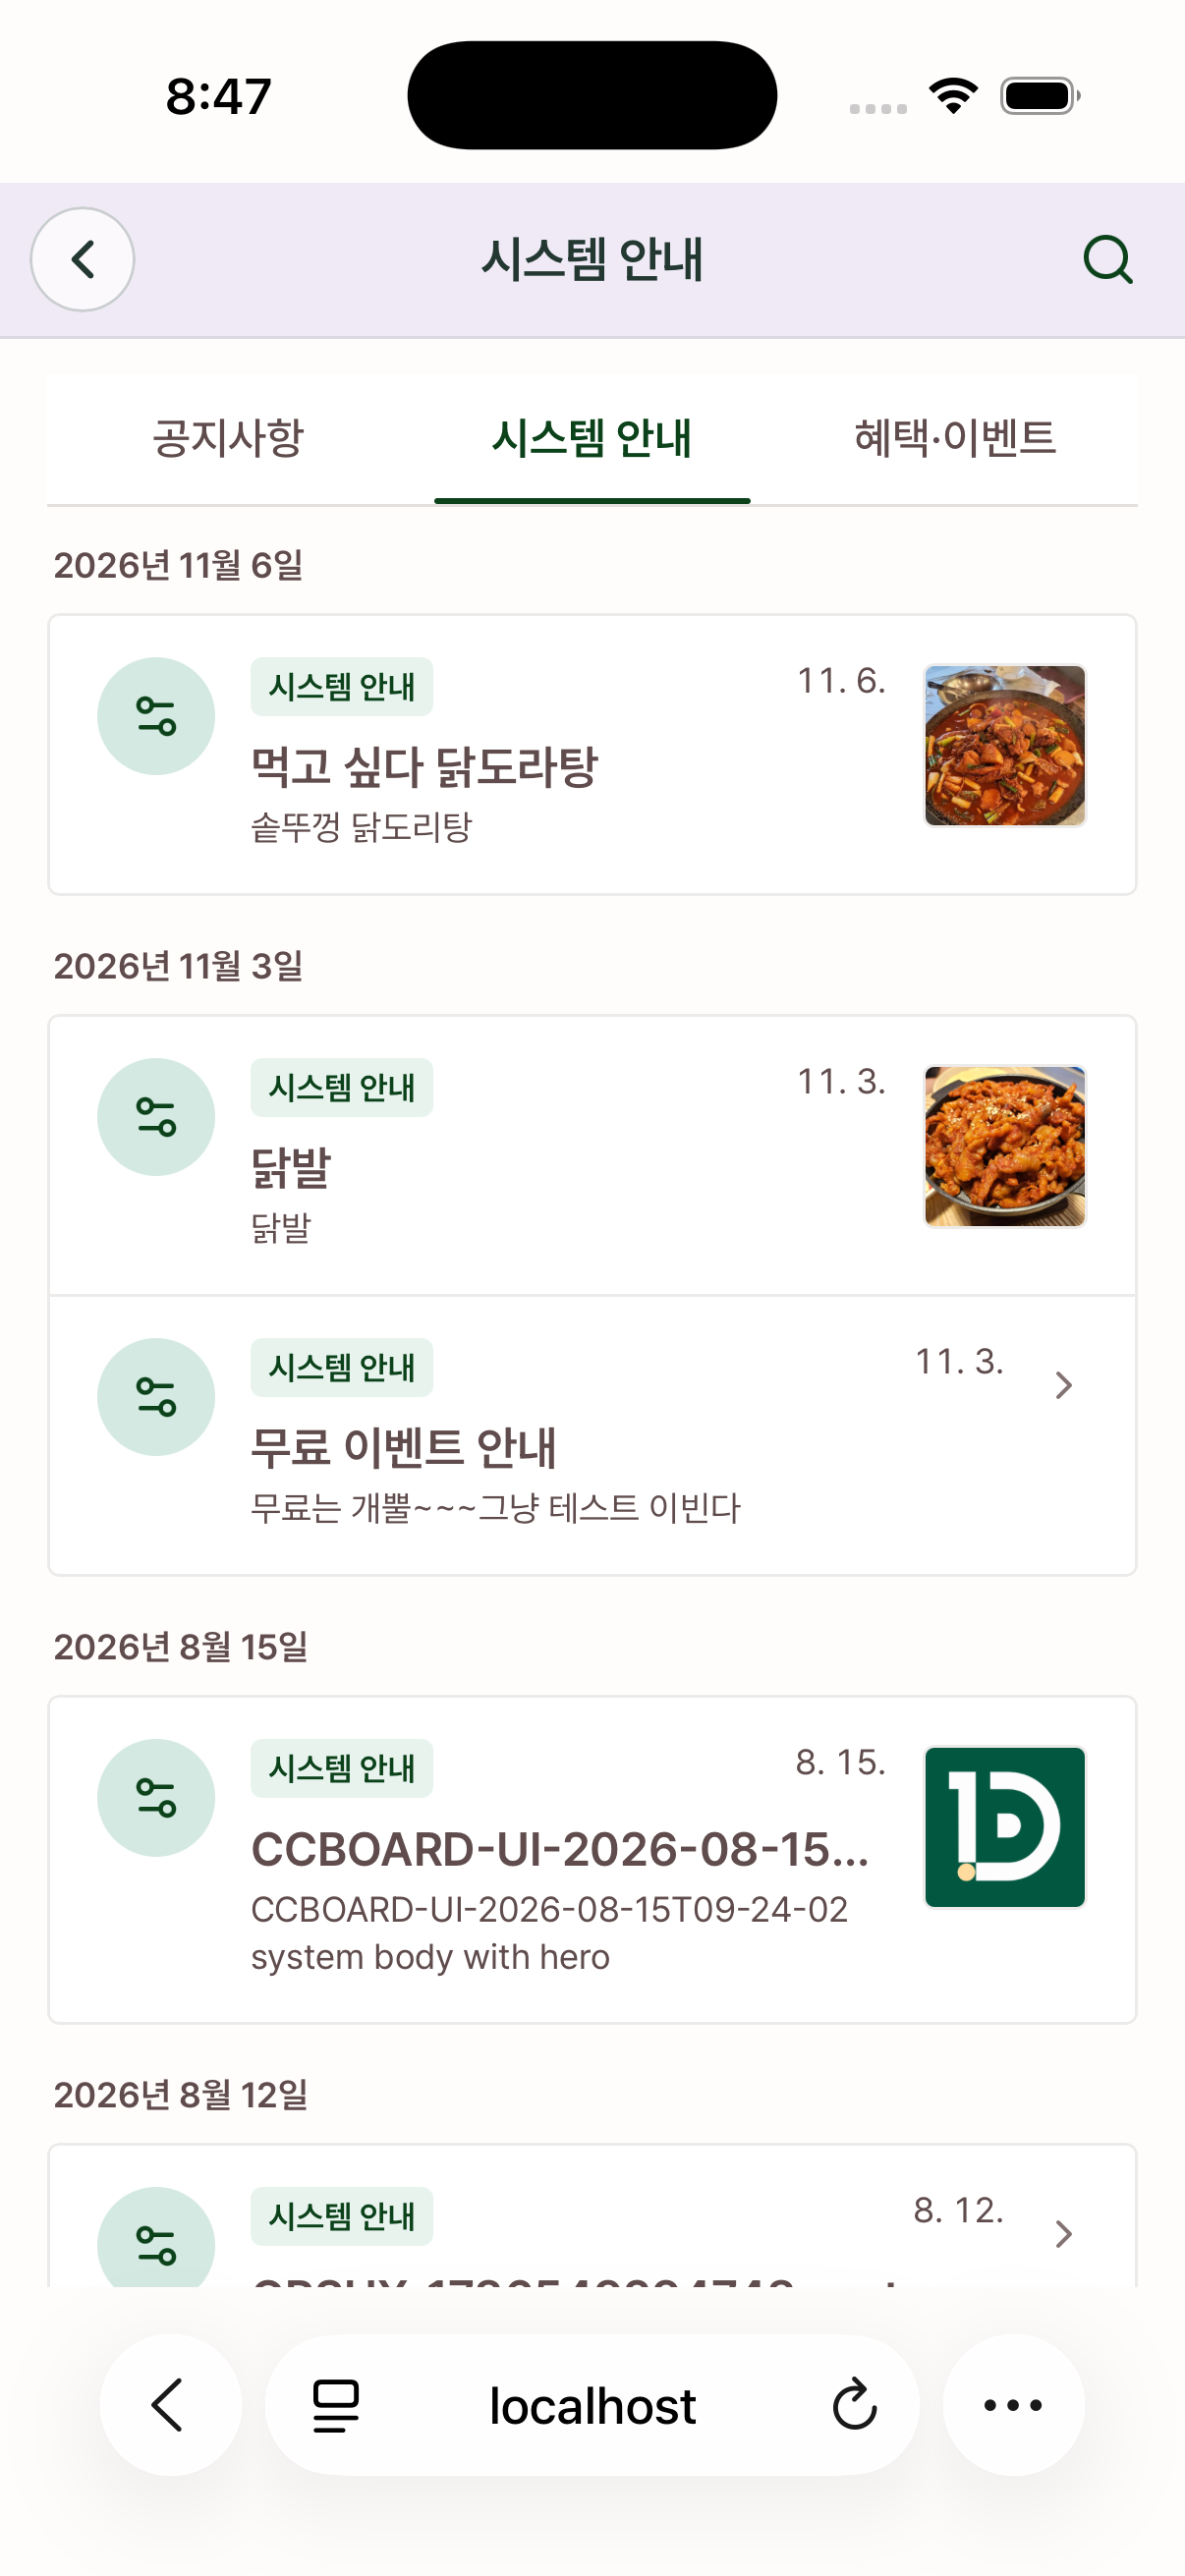 8:47
시스템 안내
공지사항
시스템 안내
혜택·이벤트
2026년 11월 6일
시스템 안내
11. 6.
먹고 싶다 닭도라탕
솥뚜껑 닭도리탕
2026년 11월 3일
시스템 안내
11. 3.
닭발
닭발
시스템 안내
11. 3.
무료 이벤트 안내
무료는 개뿔~~~그냥 테스트 이빈다
2026년 8월 15일
시스템 안내
8. 15.
CCBOARD-UI-2026-08-15...
CCBOARD-UI-2026-08-15T09-24-02
system body with hero
2026년 8월 12일
시스템 안내
8. 12.
localhost